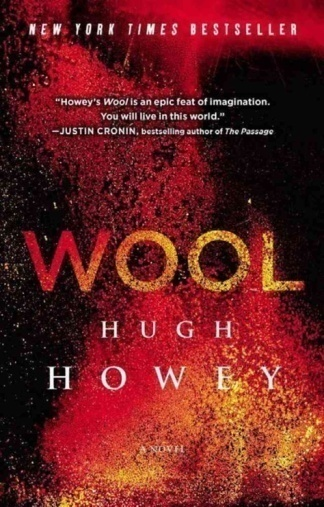 NEW YORK TIMES BESTSELLER
“Howey's Wool is an epic feat of imagination.
You will live in this world.”
—JUSTIN CRONIN, bestselling author of The Passage
WOOL
HUGH
HOWEY
A NOVEL